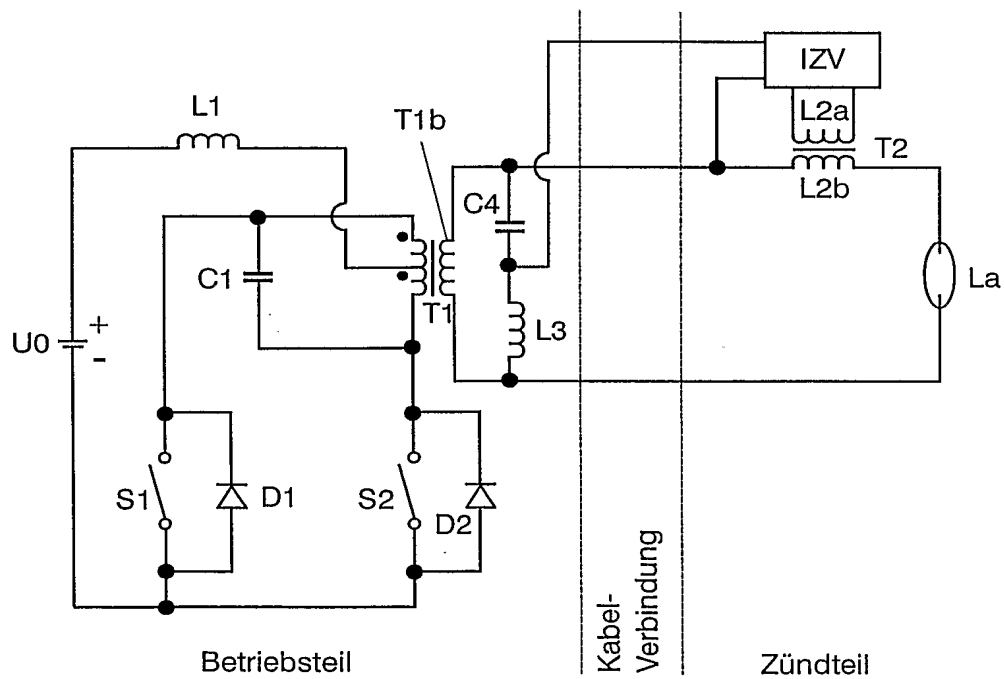 IZV
L1
L2a
T1b
T2
L2b
C4
C1
La
T1
L3
U0
+
-
S1
D1
S2
D2
Kabel-
Verbindung
Betriebsteil
Zündteil